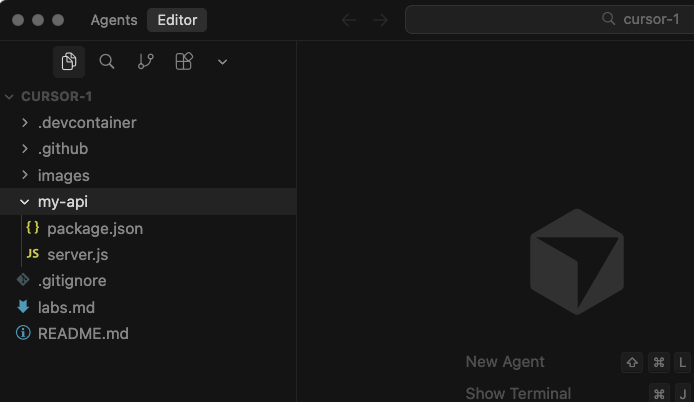 Agents Editor cursor-1
CURSOR-1
.devcontainer
.github
images
my-api
{} package.json
JS server.js
.gitignore
labs.md
README.md
New Agent ⇧ ⌘ L
Show Terminal ⌘ J